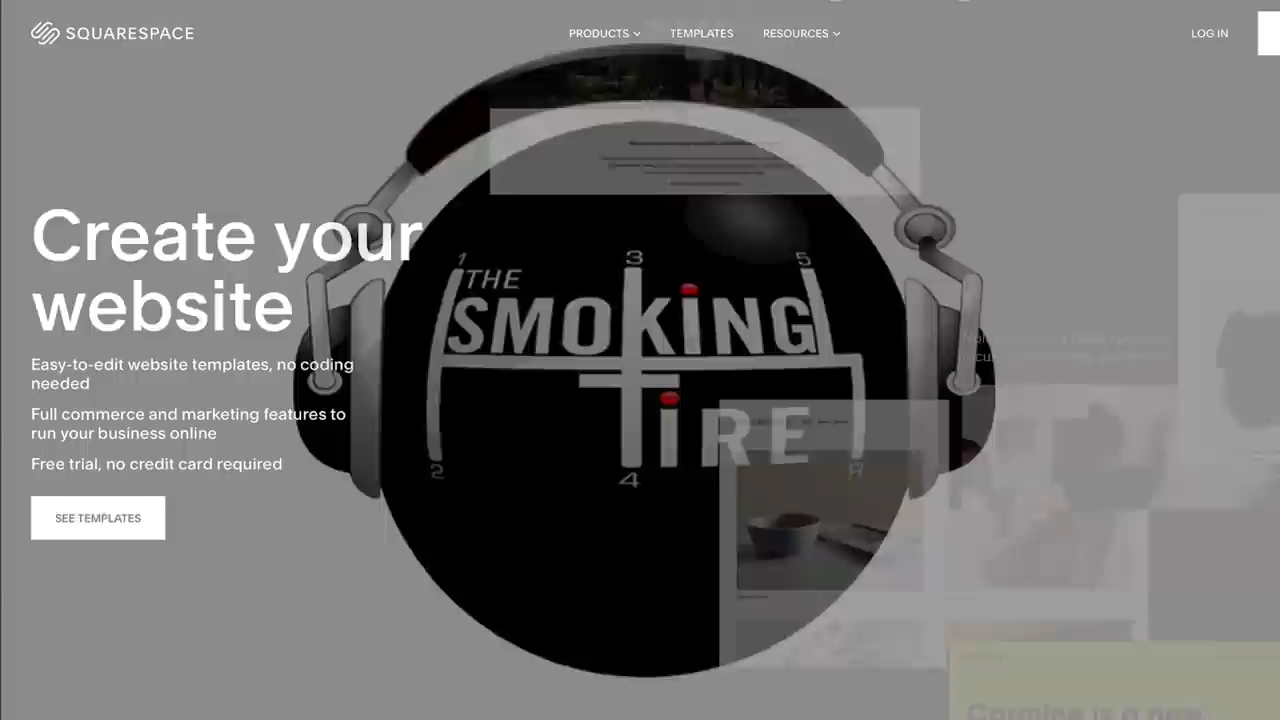 SQUARESPACE
PRODUCTS
TEMPLATES
RESOURCES
LOG IN
Create your
website
Easy-to-edit website templates, no coding
needed
Full commerce and marketing features to
run your business online
Free trial, no credit card required
SEE TEMPLATES
1 3 5
THE
SMOKiNG
TiRE
2 4 R
is a new